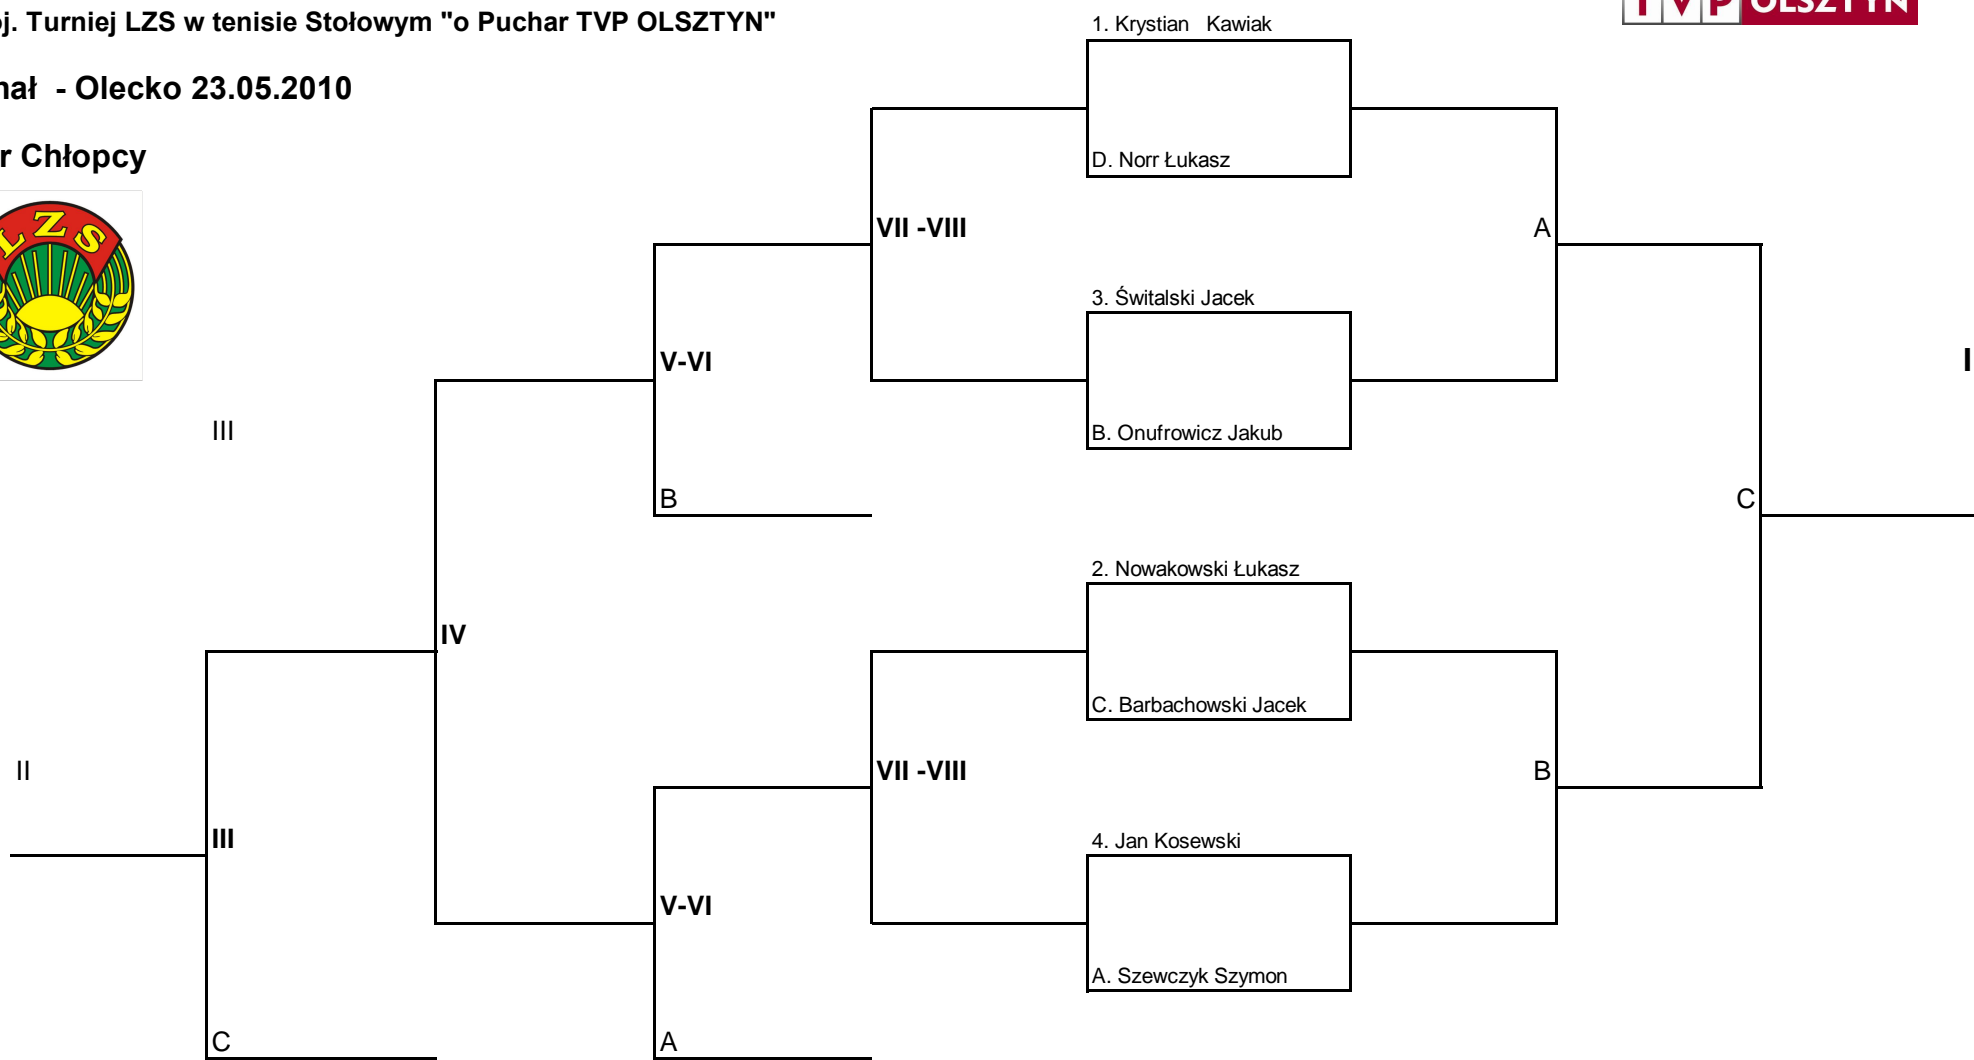 j. Turniej LZS w tenisie Stołowym "o Puchar TVP OLSZTYN"
TVP OLSZTYN
nał - Olecko 23.05.2010
r Chłopcy
LZS
1. Krystian Kawiak
D. Norr Łukasz
VII -VIII
A
3. Świtalski Jacek
V-VI
I
B. Onufrowicz Jakub
III
B
C
2. Nowakowski Łukasz
IV
C. Barbachowski Jacek
II
VII -VIII
B
III
4. Jan Kosewski
V-VI
A. Szewczyk Szymon
C
A